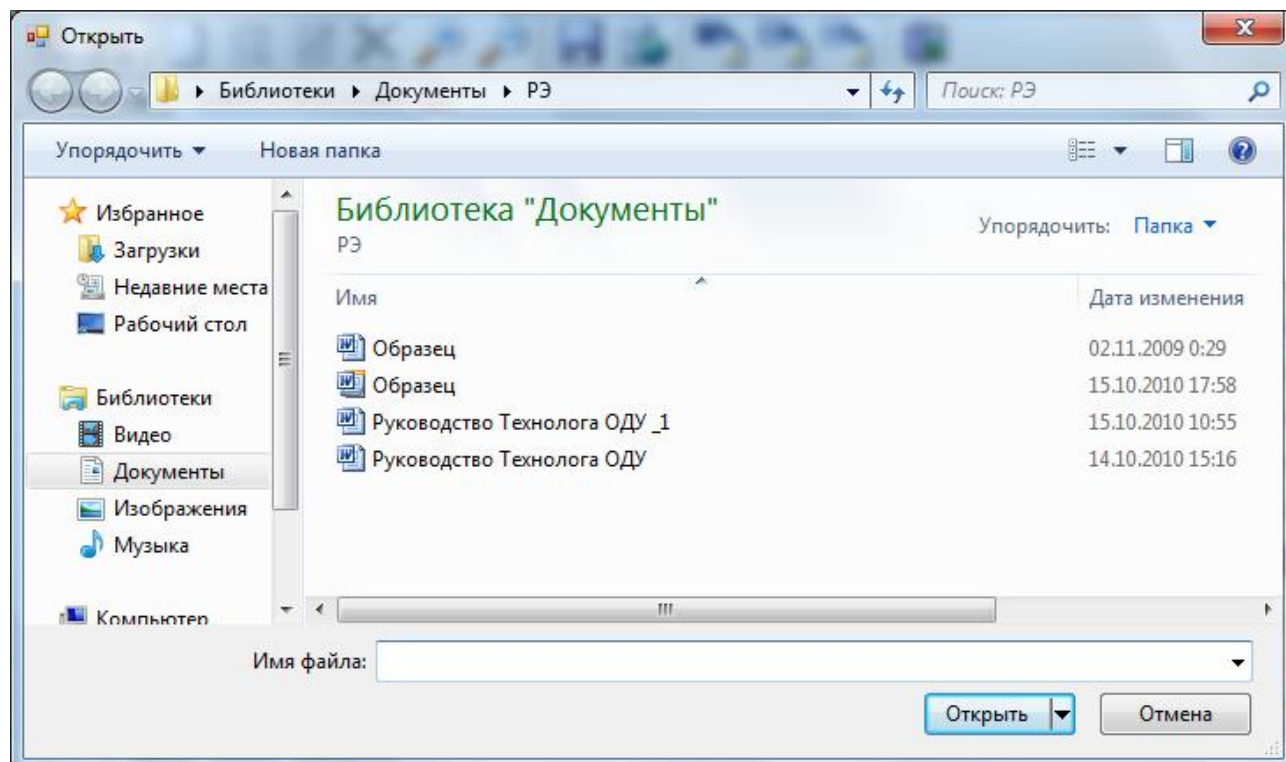 Открыть
Библиотеки Документы РЭ
Поиск: РЭ
Упорядочить
Новая папка
Избранное
Загрузки
Недавние места
Рабочий стол
Библиотеки
Видео
Документы
Изображения
Музыка
Компьютер
Библиотека "Документы"
РЭ
Упорядочить: Папка
Имя Дата изменения
Образец 02.11.2009 0:29
Образец 15.10.2010 17:58
Руководство Технолога ОДУ _1 15.10.2010 10:55
Руководство Технолога ОДУ 14.10.2010 15:16
Имя файла:
Открыть Отмена